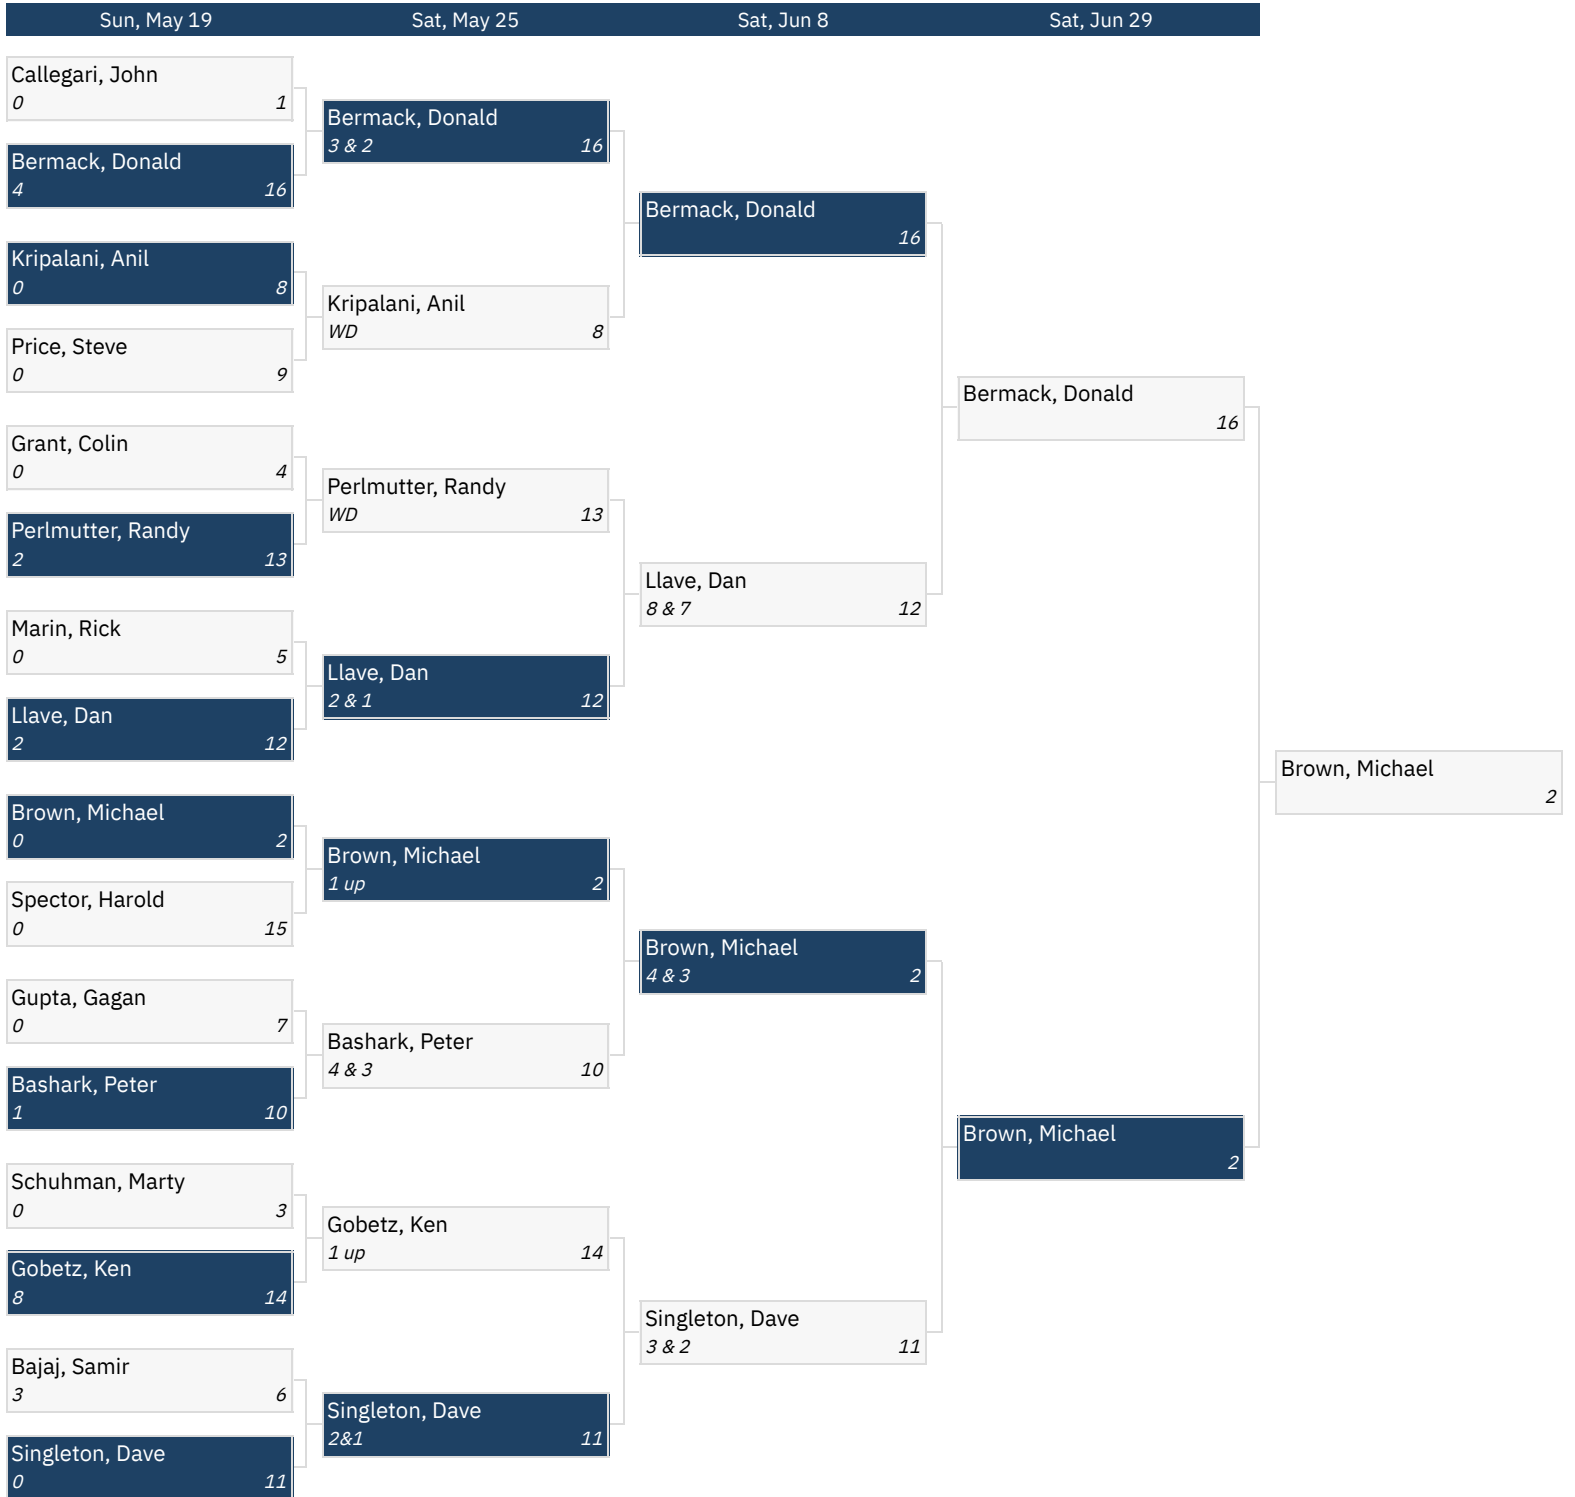 Sun, May 19
Sat, May 25
Sat, Jun 8
Sat, Jun 29
Callegari, John
0 1
Bermack, Donald
4 16
Kripalani, Anil
0 8
Price, Steve
0 9
Grant, Colin
0 4
Perlmutter, Randy
2 13
Marin, Rick
0 5
Llave, Dan
2 12
Brown, Michael
0 2
Spector, Harold
0 15
Gupta, Gagan
0 7
Bashark, Peter
1 10
Schuhman, Marty
0 3
Gobetz, Ken
8 14
Bajaj, Samir
3 6
Singleton, Dave
0 11
Bermack, Donald
3 & 2 16
Kripalani, Anil
WD 8
Perlmutter, Randy
WD 13
Llave, Dan
2 & 1 12
Brown, Michael
1 up 2
Bashark, Peter
4 & 3 10
Gobetz, Ken
1 up 14
Singleton, Dave
2&1 11
Bermack, Donald
16
Llave, Dan
8 & 7 12
Brown, Michael
4 & 3 2
Singleton, Dave
3 & 2 11
Bermack, Donald
16
Brown, Michael
2
Brown, Michael
2